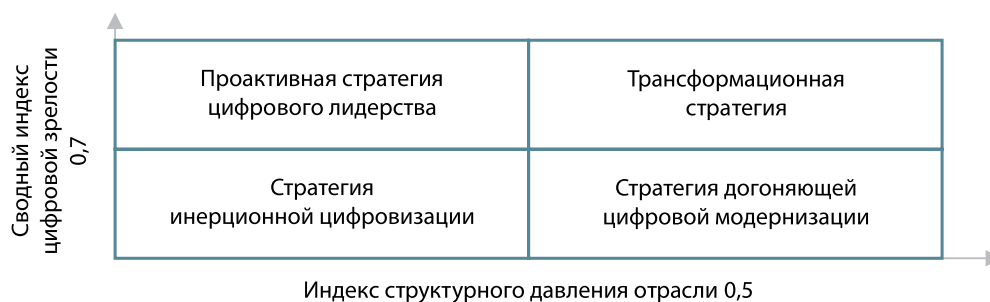 Сводный индекс
цифровой зрелости
0,7
Проактивная стратегия
цифрового лидерства
Трансформационная
стратегия
Стратегия
инерционной цифровизации
Стратегия догоняющей
цифровой модернизации
Индекс структурного давления отрасли 0,5